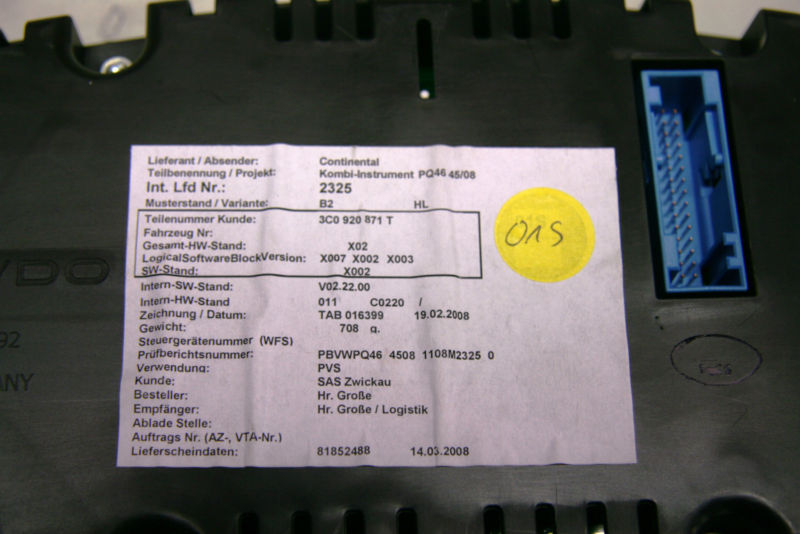 Lieferant / Absender: Continental
Teilbenennung / Projekt: Kombi-Instrument PQ46 45/08
Int. Lfd Nr.: 2325
Musterstand / Variante: B2 HL
Teilenummer Kunde: 3C0 920 871 T
Fahrzeug Nr:
Gesamt-HW-Stand: X02
LogicalSoftwareBlockVersion: X007 X002 X003
SW-Stand: X002
Intern-SW-Stand: V02.22.00
Intern-HW-Stand 011 C0220 /
Zeichnung / Datum: TAB 016399 19.02.2008
Gewicht: 708 g.
Steuergerätenummer (WFS)
Prüfberichtsnummer: PBVWPQ46 4508 1108M2325 0
Verwendung: PVS
Kunde: SAS Zwickau
Besteller: Hr. Große
Empfänger: Hr. Große / Logistik
Ablade Stelle:
Auftrags Nr. (AZ-, VTA-Nr.)
Lieferscheindaten: 81852488 14.03.2008
01S
VDO
92
ANY